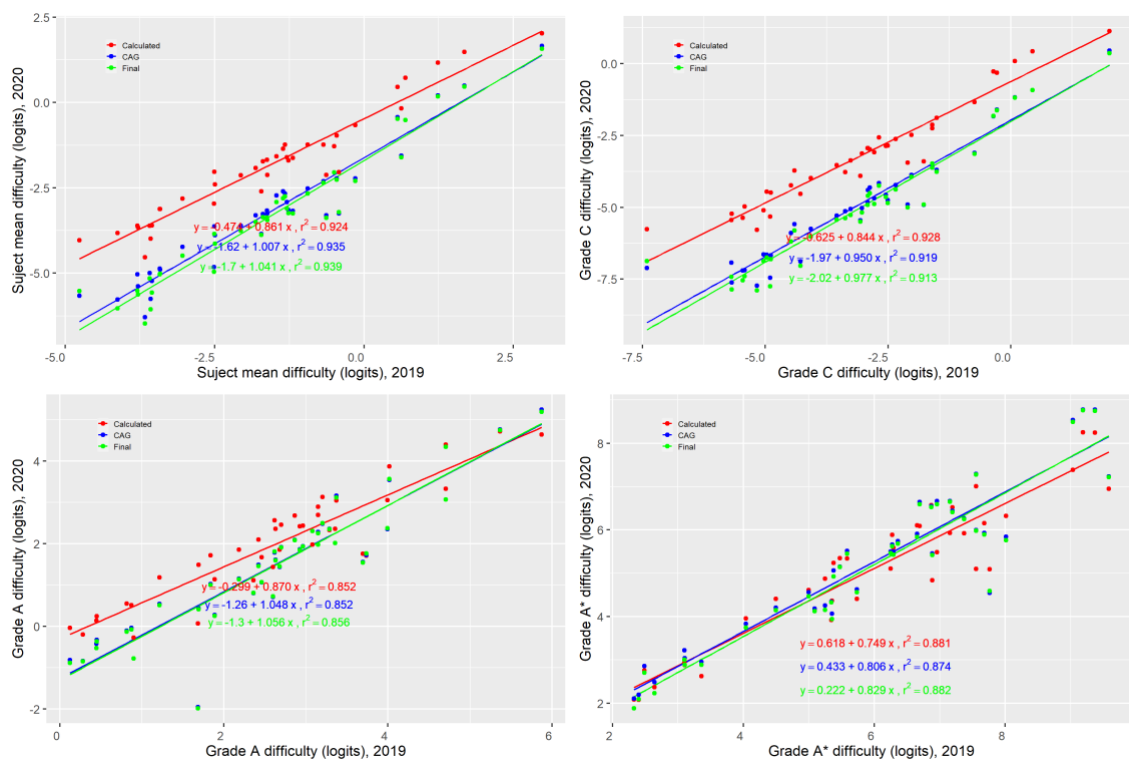 2.5
0.0
-2.5
-5.0
Suject mean difficulty (logits), 2020
Calculated
CAG
Final
y = -0.474 + 0.861 x , r² = 0.924
y = -1.62 + 1.007 x , r² = 0.935
y = -1.7 + 1.041 x , r² = 0.939
-5.0 -2.5 0.0 2.5
Suject mean difficulty (logits), 2019
0.0
-2.5
-5.0
-7.5
Grade C difficulty (logits), 2020
Calculated
CAG
Final
y = -0.625 + 0.844 x , r² = 0.928
y = -1.97 + 0.950 x , r² = 0.919
y = -2.02 + 0.977 x , r² = 0.913
-7.5 -5.0 -2.5 0.0
Grade C difficulty (logits), 2019
4
2
0
-2
Grade A difficulty (logits), 2020
Calculated
CAG
Final
y = -0.299 + 0.870 x , r² = 0.852
y = -1.26 + 1.048 x , r² = 0.852
y = -1.3 + 1.056 x , r² = 0.856
0 2 4 6
Grade A difficulty (logits), 2019
8
6
4
2
Grade A* difficulty (logits), 2020
Calculated
CAG
Final
y = 0.618 + 0.749 x , r² = 0.881
y = 0.433 + 0.806 x , r² = 0.874
y = 0.222 + 0.829 x , r² = 0.882
2 4 6 8
Grade A* difficulty (logits), 2019